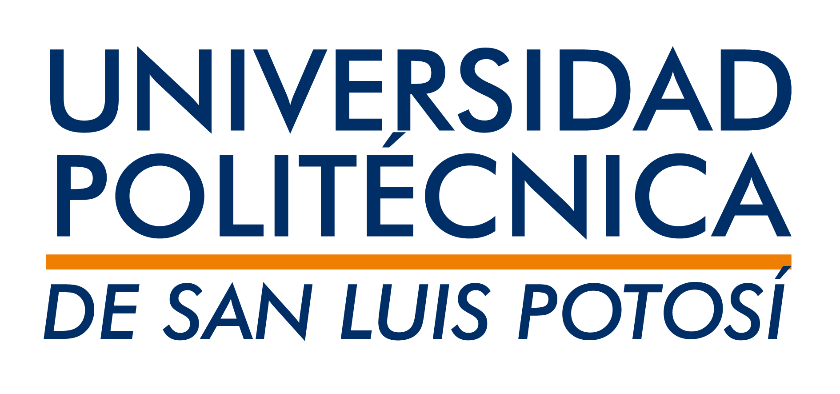 UNIVERSIDAD
POLITÉCNICA
DE SAN LUIS POTOSÍ